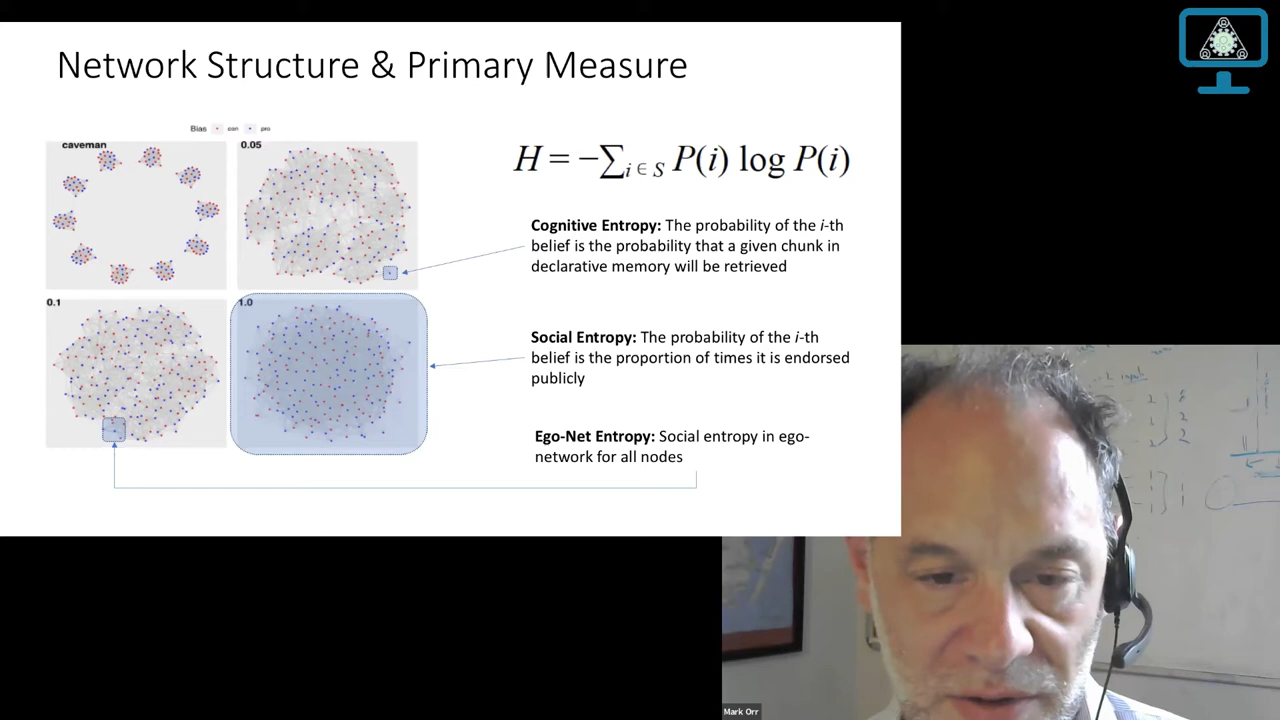 Network Structure & Primary Measure
Bias con pro
caveman
0.05
0.1
1.0
H = −∑i ∈ S P(i) log P(i)
Cognitive Entropy: The probability of the i-th
belief is the probability that a given chunk in
declarative memory will be retrieved
Social Entropy: The probability of the i-th
belief is the proportion of times it is endorsed
publicly
Ego-Net Entropy: Social entropy in ego-
network for all nodes
Mark Orr